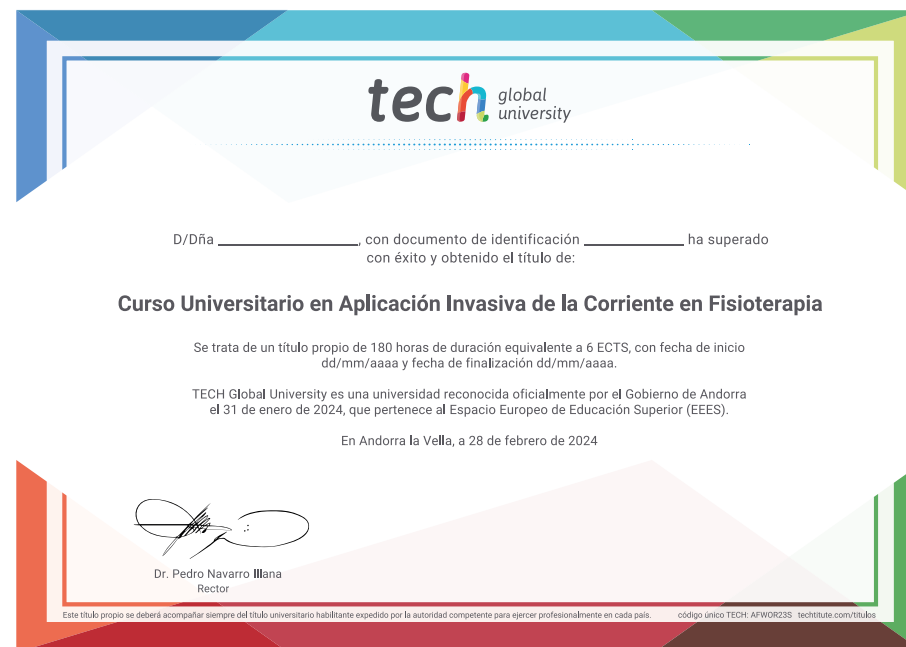 tech global university
D/Dña ______________, con documento de identificación __________ ha superado
con éxito y obtenido el título de:
Curso Universitario en Aplicación Invasiva de la Corriente en Fisioterapia
Se trata de un título propio de 180 horas de duración equivalente a 6 ECTS, con fecha de inicio
dd/mm/aaaa y fecha de finalización dd/mm/aaaa.
TECH Global University es una universidad reconocida oficialmente por el Gobierno de Andorra
el 31 de enero de 2024, que pertenece al Espacio Europeo de Educación Superior (EEES).
En Andorra la Vella, a 28 de febrero de 2024
Dr. Pedro Navarro Illana
Rector
Este título propio se deberá acompañar siempre del título universitario habilitante expedido por la autoridad competente para ejercer profesionalmente en cada país. código único TECH: AFWOR23S techtitute.com/titulos